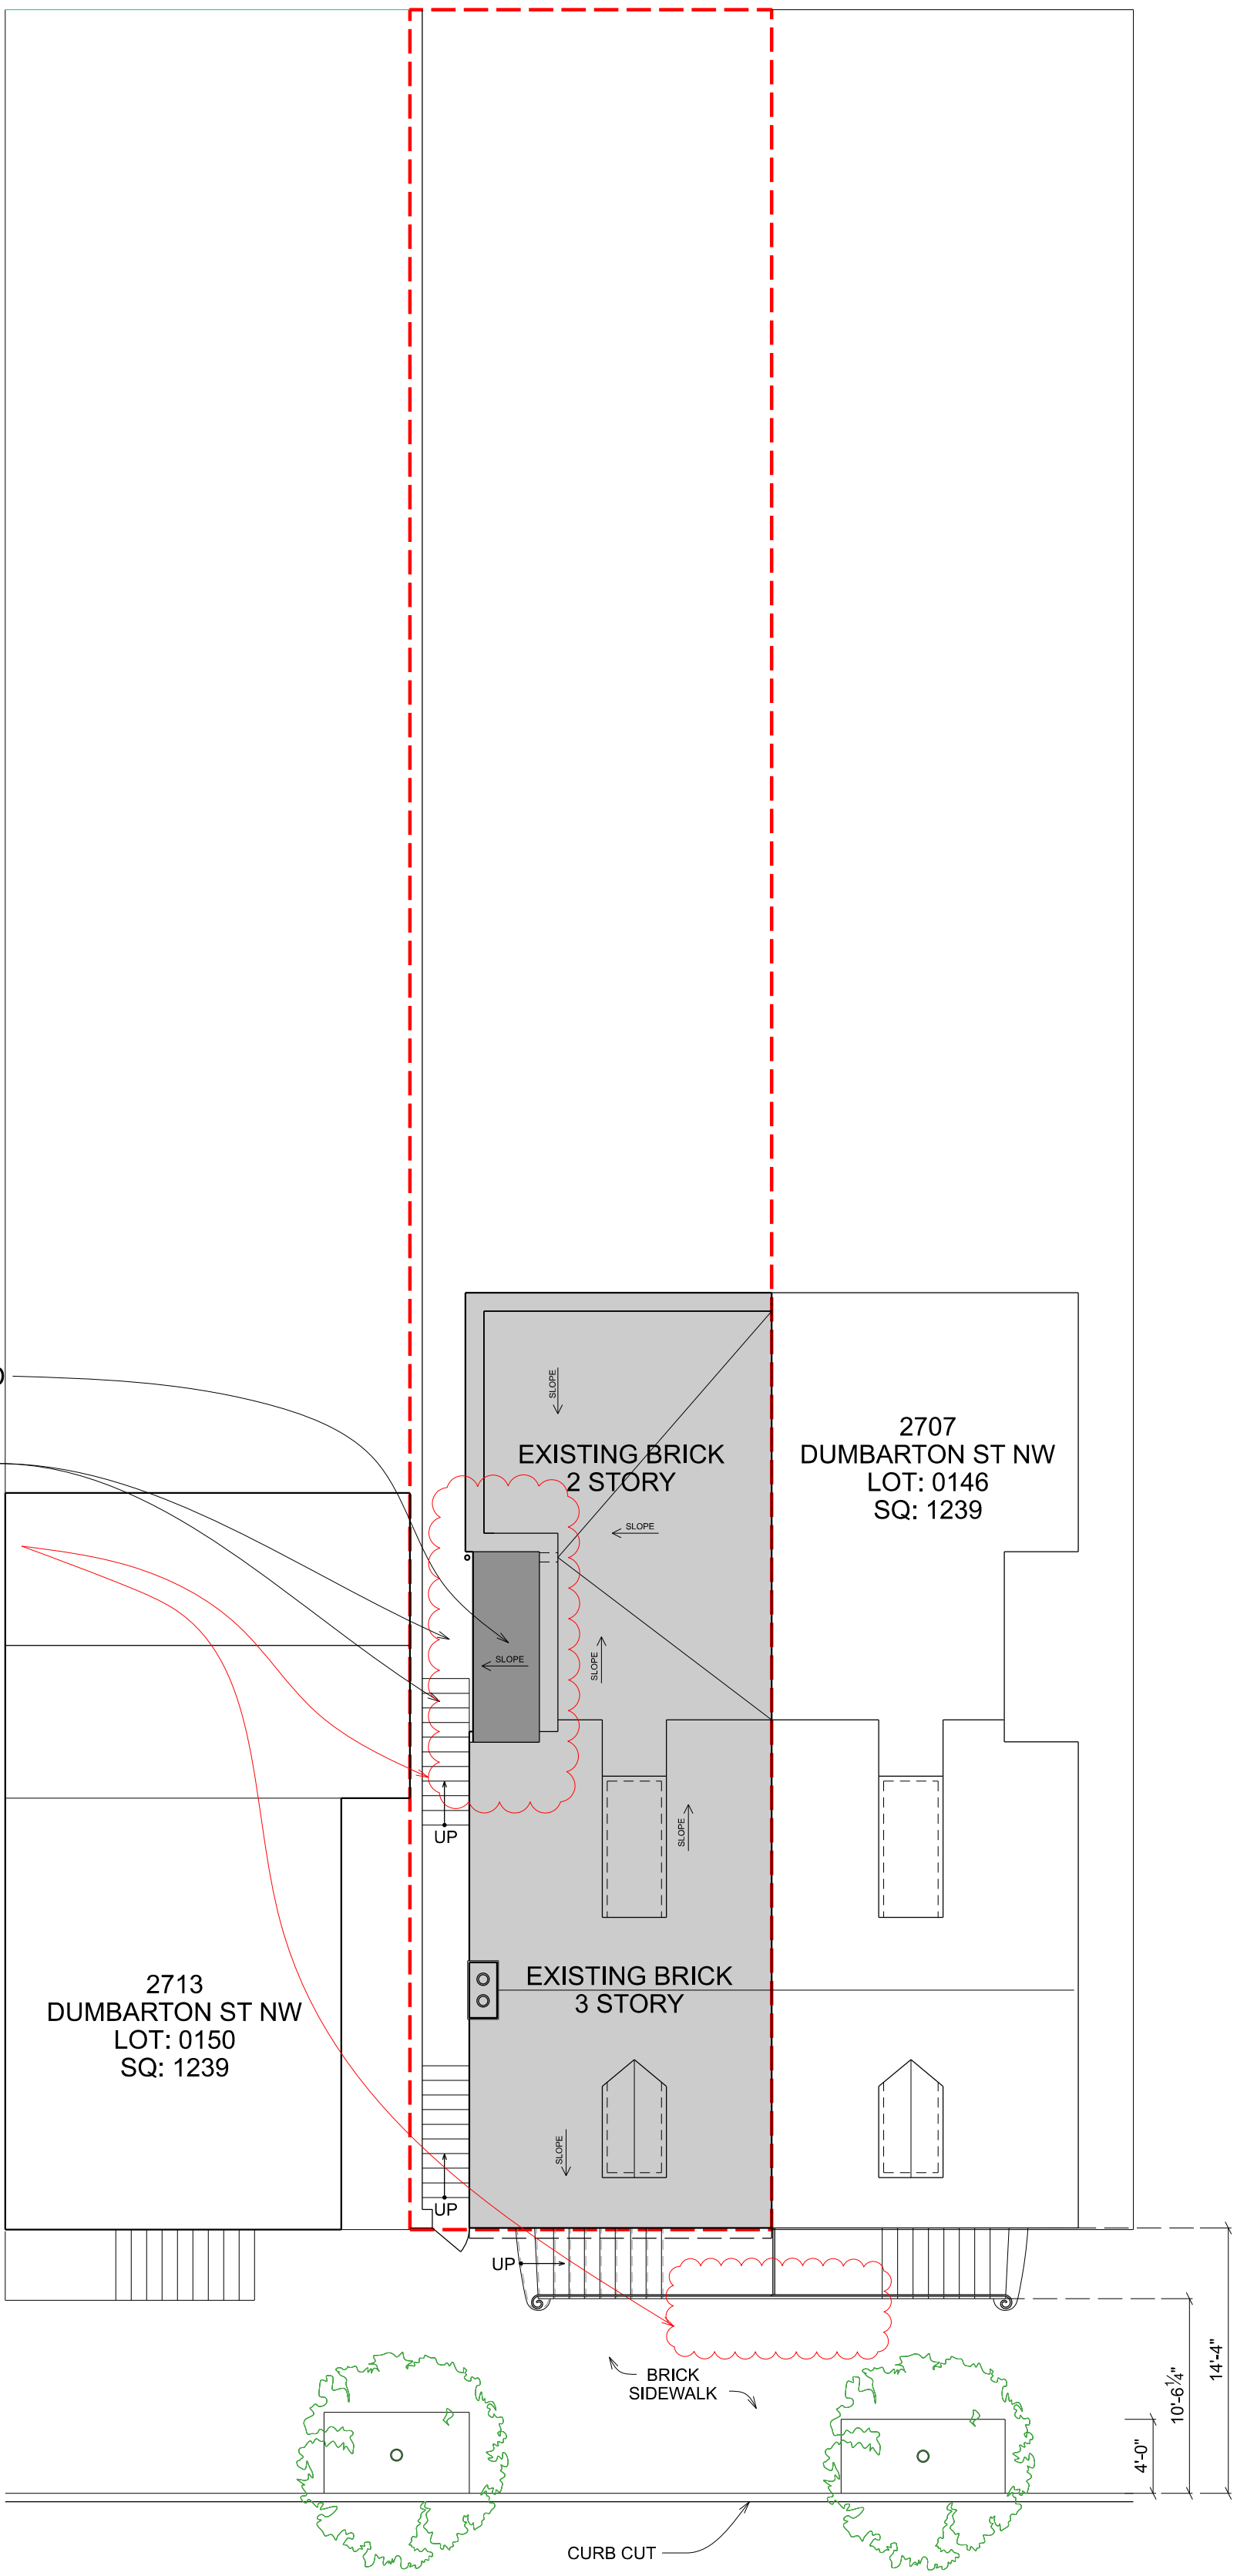 SLOPE
EXISTING BRICK
2 STORY
2707
DUMBARTON ST NW
LOT: 0146
SQ: 1239
SLOPE
SLOPE
SLOPE
SLOPE
UP
EXISTING BRICK
3 STORY
2713
DUMBARTON ST NW
LOT: 0150
SQ: 1239
SLOPE
UP
UP
BRICK
SIDEWALK
14'-4"
10'-6¼"
4'-0"
CURB CUT